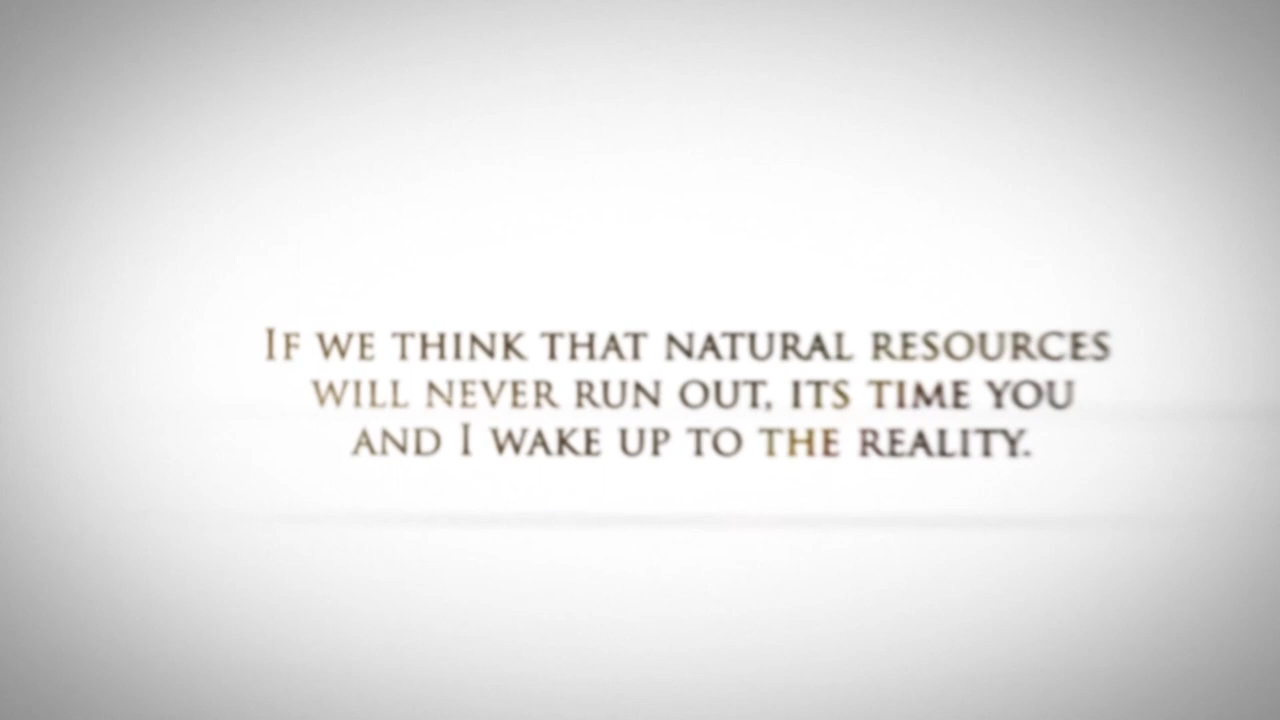 If we think that natural resources
will never run out, its time you
and I wake up to the reality.